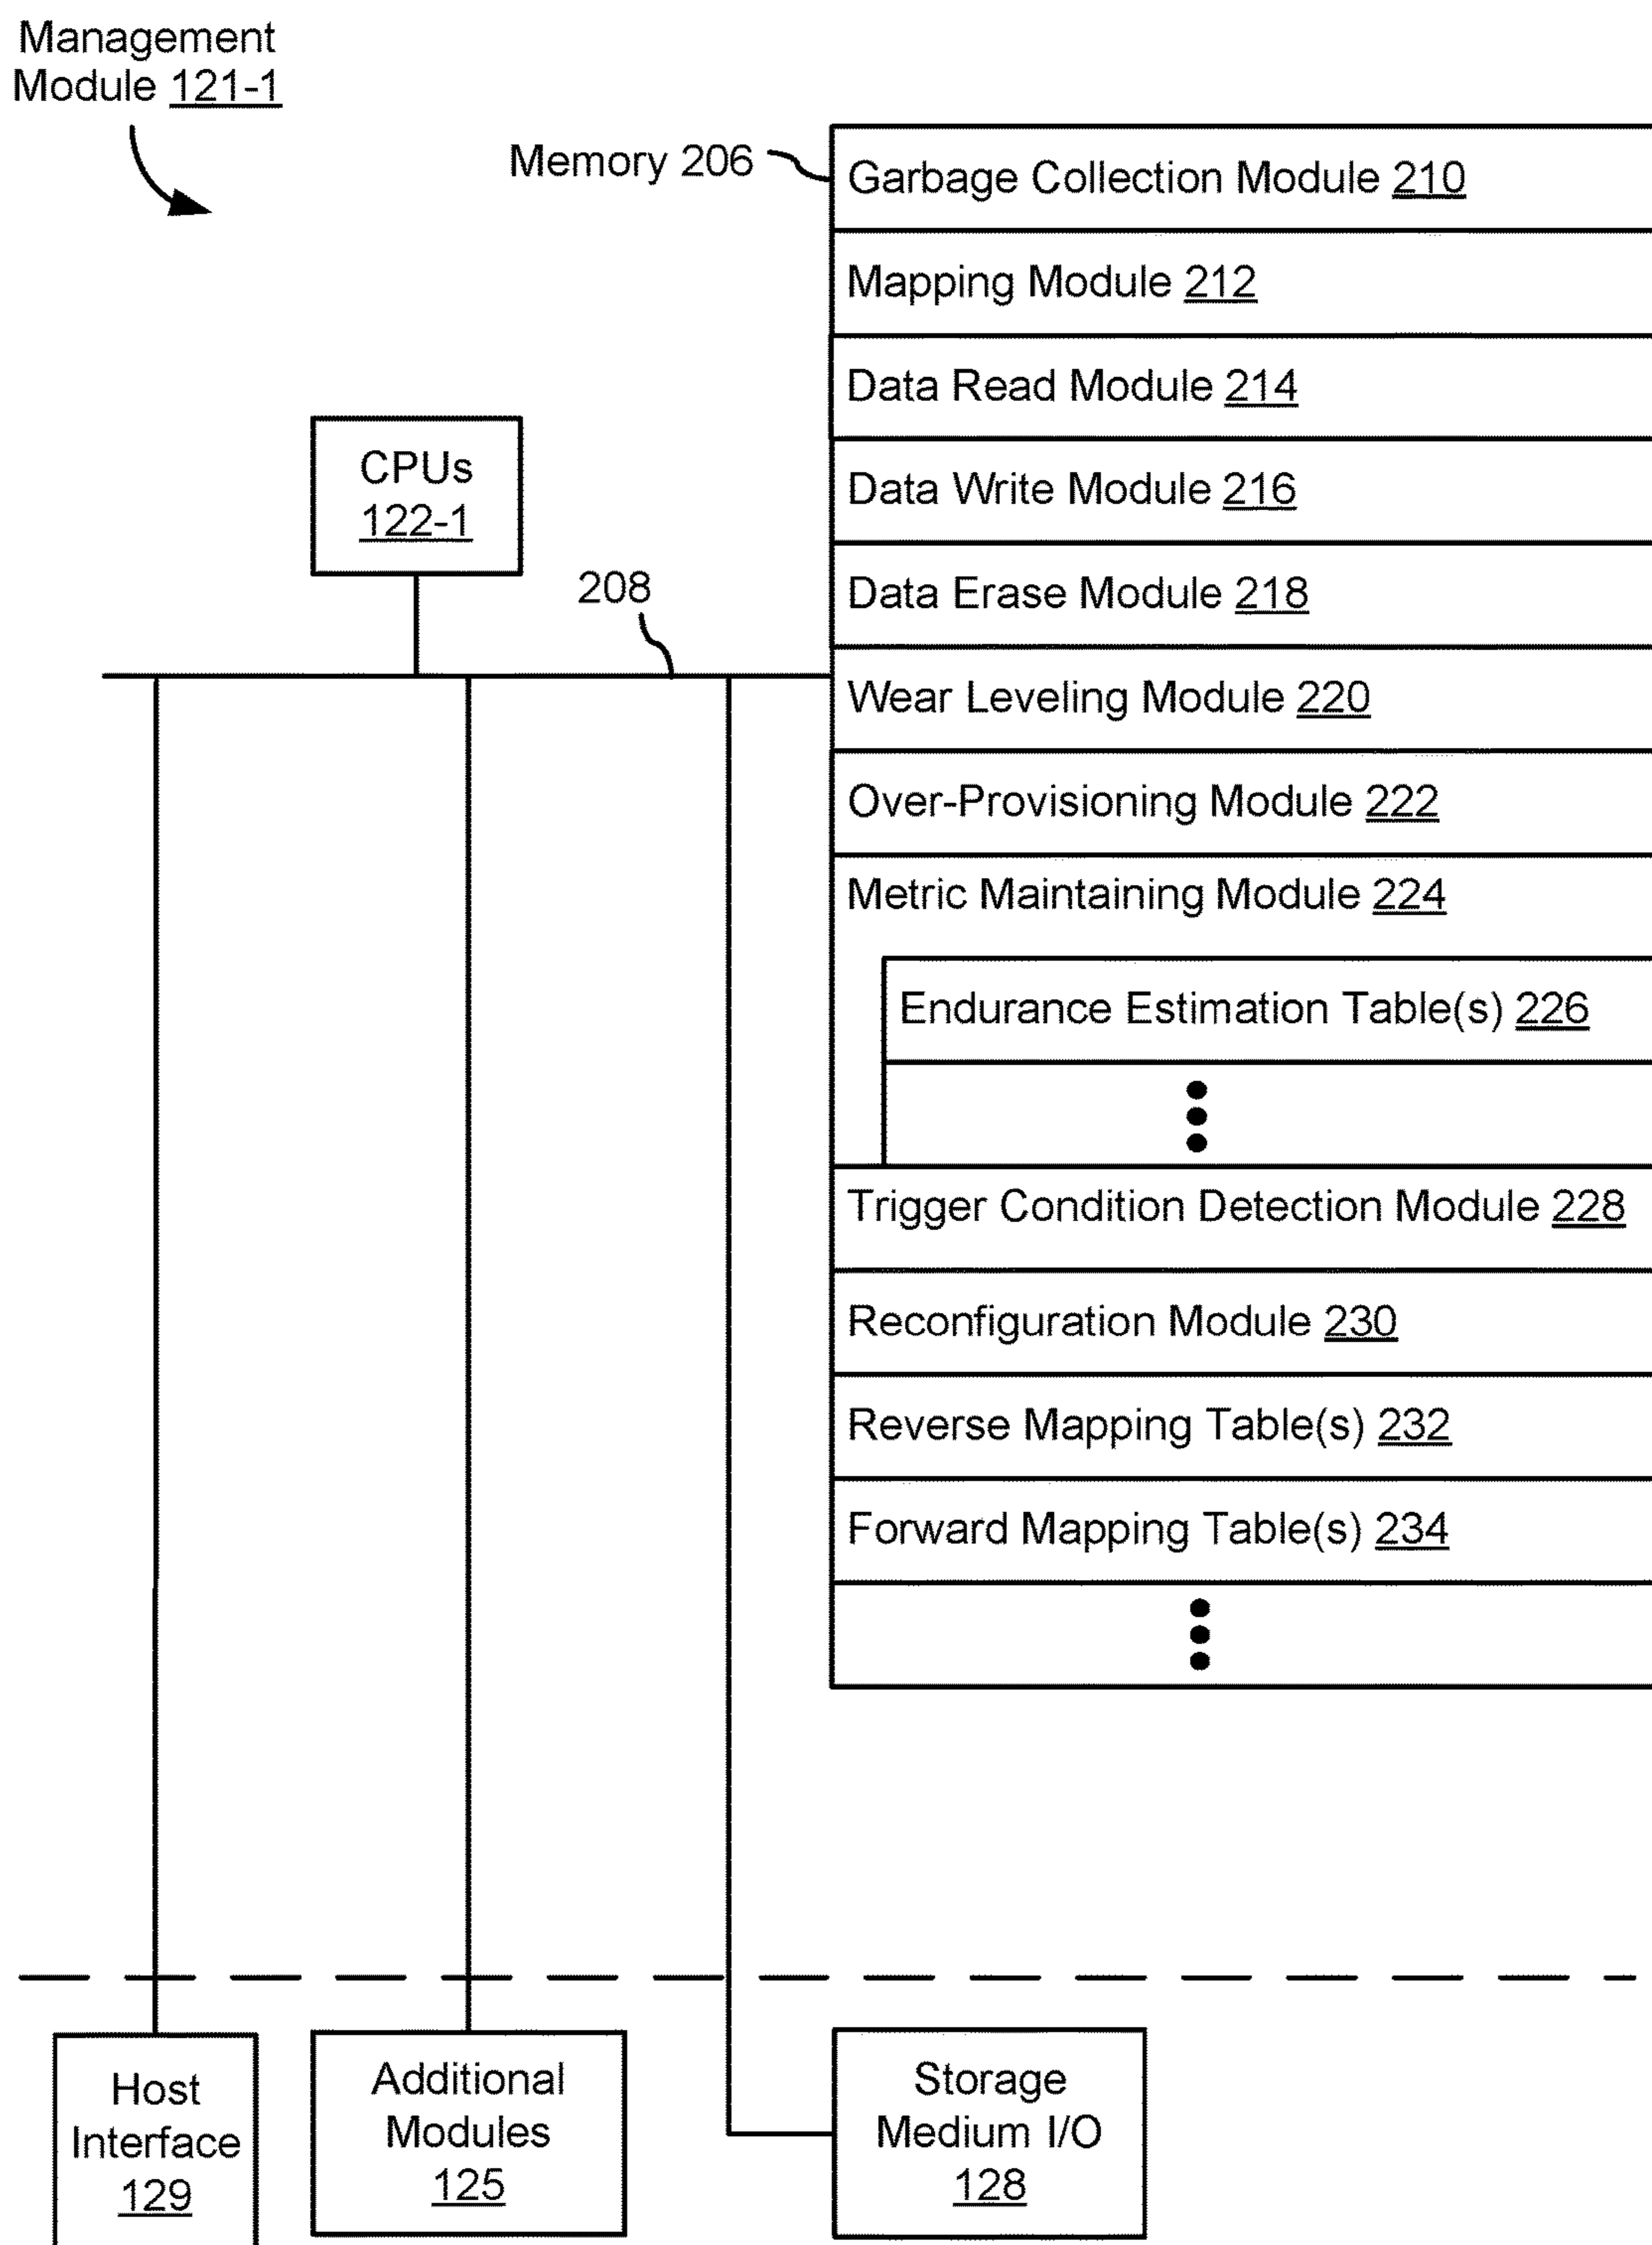 Management
Module 121-1
Memory 206
Garbage Collection Module 210
Mapping Module 212
Data Read Module 214
CPUs
122-1
Data Write Module 216
208
Data Erase Module 218
Wear Leveling Module 220
Over-Provisioning Module 222
Metric Maintaining Module 224
Endurance Estimation Table(s) 226
Trigger Condition Detection Module 228
Reconfiguration Module 230
Reverse Mapping Table(s) 232
Forward Mapping Table(s) 234
Host
Interface
129
Additional
Modules
125
Storage
Medium I/O
128